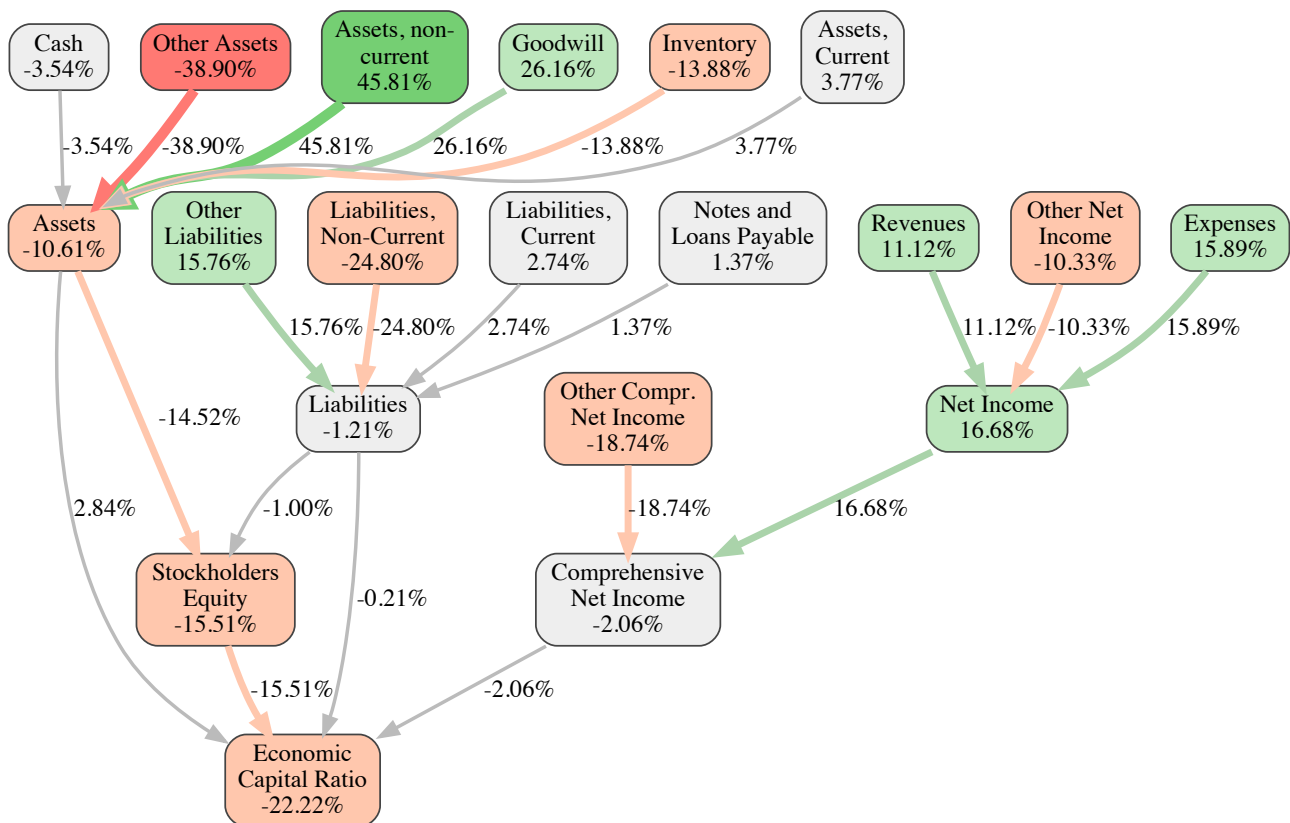 Cash
-3.54%
Other Assets
-38.90%
Assets, non-
current
45.81%
Goodwill
26.16%
Inventory
-13.88%
Assets,
Current
3.77%
-3.54%
-38.90%
45.81%
26.16%
-13.88%
3.77%
Assets
-10.61%
Other
Liabilities
15.76%
Liabilities,
Non-Current
-24.80%
Liabilities,
Current
2.74%
Notes and
Loans Payable
1.37%
Revenues
11.12%
Other Net
Income
-10.33%
Expenses
15.89%
15.76%
-24.80%
2.74%
1.37%
11.12%
-10.33%
15.89%
-14.52%
Liabilities
-1.21%
Other Compr.
Net Income
-18.74%
Net Income
16.68%
2.84%
-1.00%
-18.74%
16.68%
Stockholders
Equity
-15.51%
-0.21%
Comprehensive
Net Income
-2.06%
-15.51%
-2.06%
Economic
Capital Ratio
-22.22%